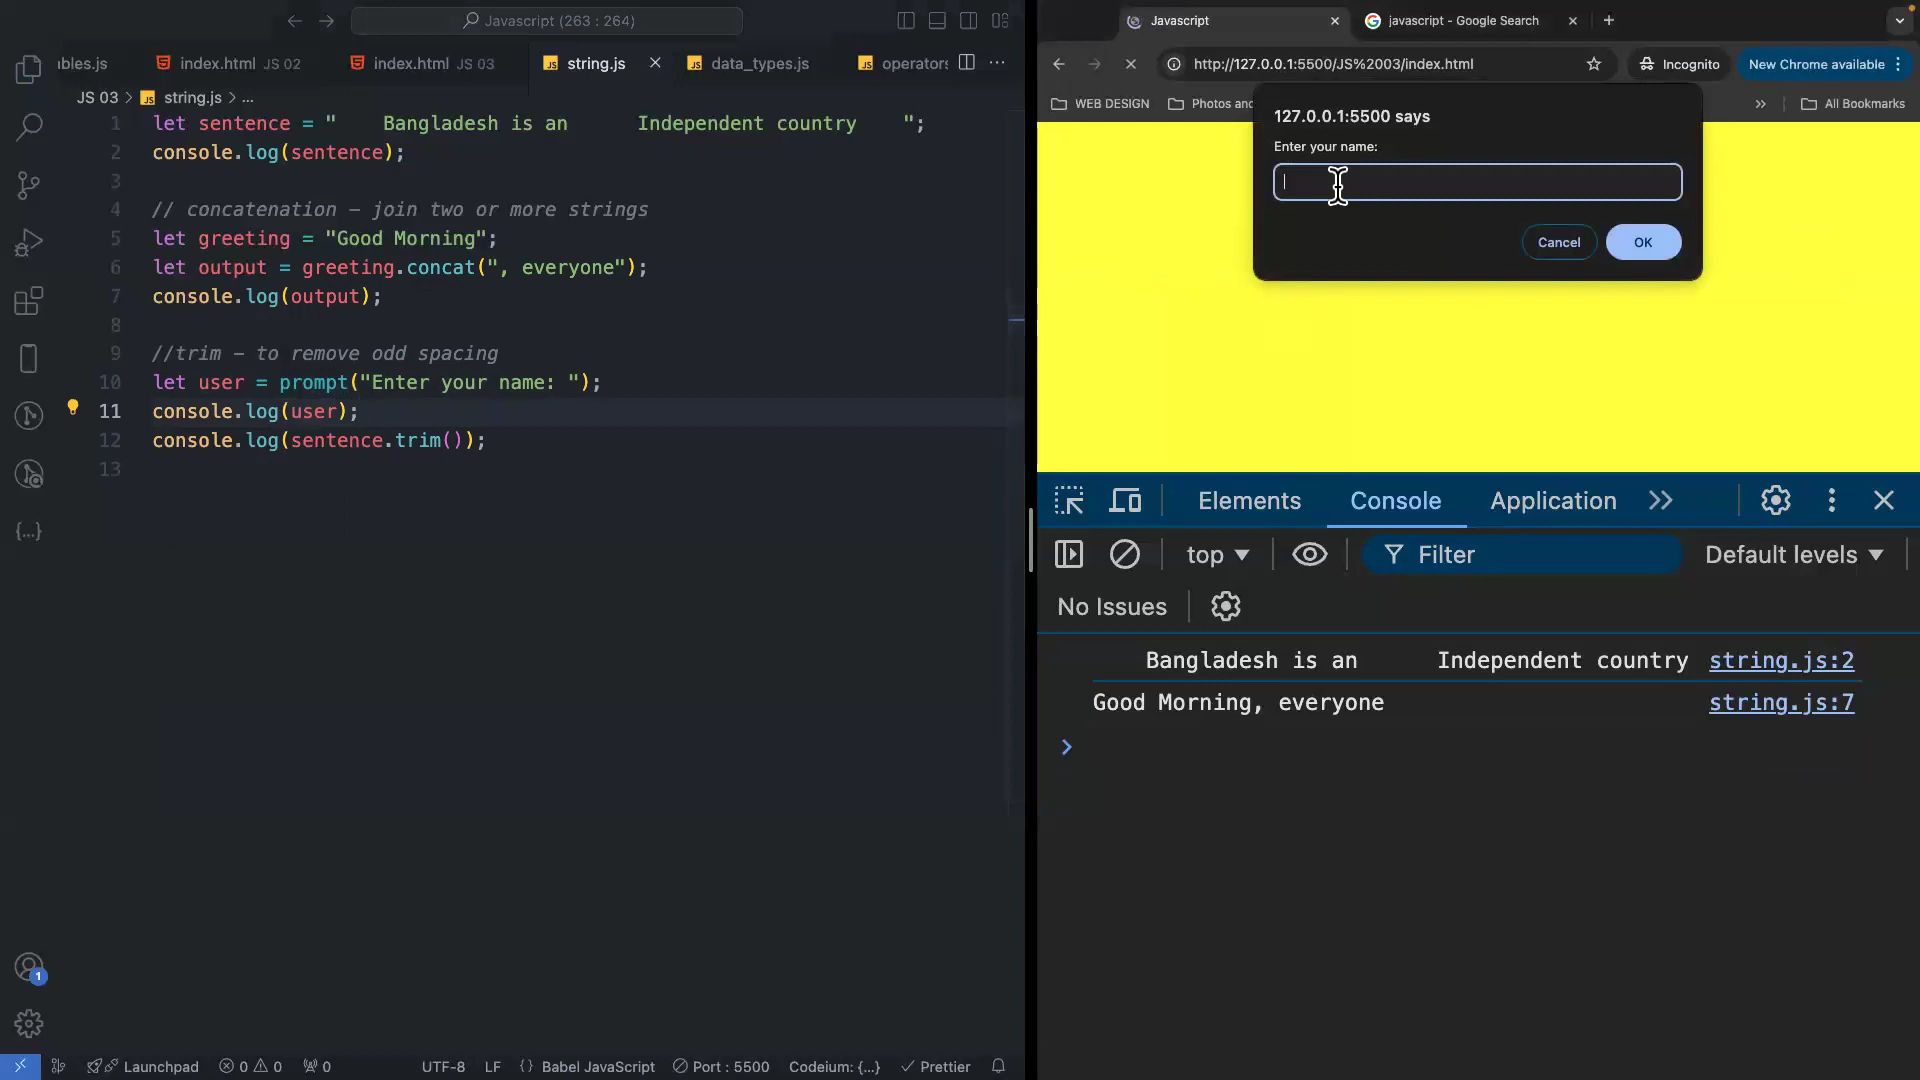 Javascript (263 : 264)
ables.js
index.html JS 02
index.html JS 03
string.js
data_types.js
JS 03 > string.js > ...
1 let sentence = "    Bangladesh is an      Independent country    ";
2 console.log(sentence);
3
4 // concatenation – join two or more strings
5 let greeting = "Good Morning";
6 let output = greeting.concat(", everyone");
7 console.log(output);
8
9 //trim – to remove odd spacing
10 let user = prompt("Enter your name: ");
11 console.log(user);
12 console.log(sentence.trim());
13
1
Launchpad
0
0
0
UTF-8
LF
Babel JavaScript
Port : 5500
Codeium: {...}
Prettier
Javascript
javascript - Google Search
http://127.0.0.1:5500/JS%2003/index.html
Incognito
New Chrome available
WEB DESIGN
Photos and
All Bookmarks
127.0.0.1:5500 says
Enter your name:
Cancel
OK
Elements
Console
Application
top
Filter
Default levels
No Issues
Bangladesh is an      Independent country string.js:2
Good Morning, everyone string.js:7